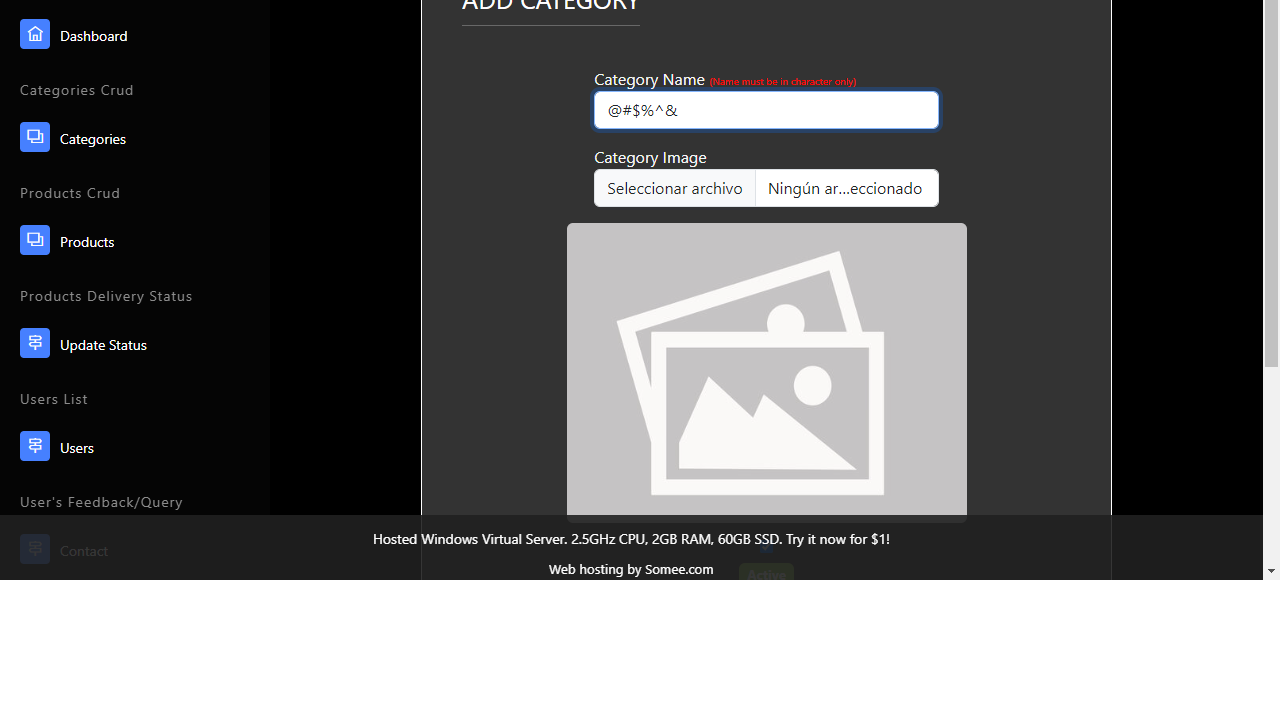 ADD CATEGORY
Dashboard
Categories Crud
Categories
Products Crud
Products
Products Delivery Status
Update Status
Users List
Users
User's Feedback/Query
Contact
Category Name (Name must be in character only)
@#$%^&
Category Image
Seleccionar archivo Ningún ar...eccionado
Hosted Windows Virtual Server. 2.5GHz CPU, 2GB RAM, 60GB SSD. Try it now for $1!
Web hosting by Somee.com
Active